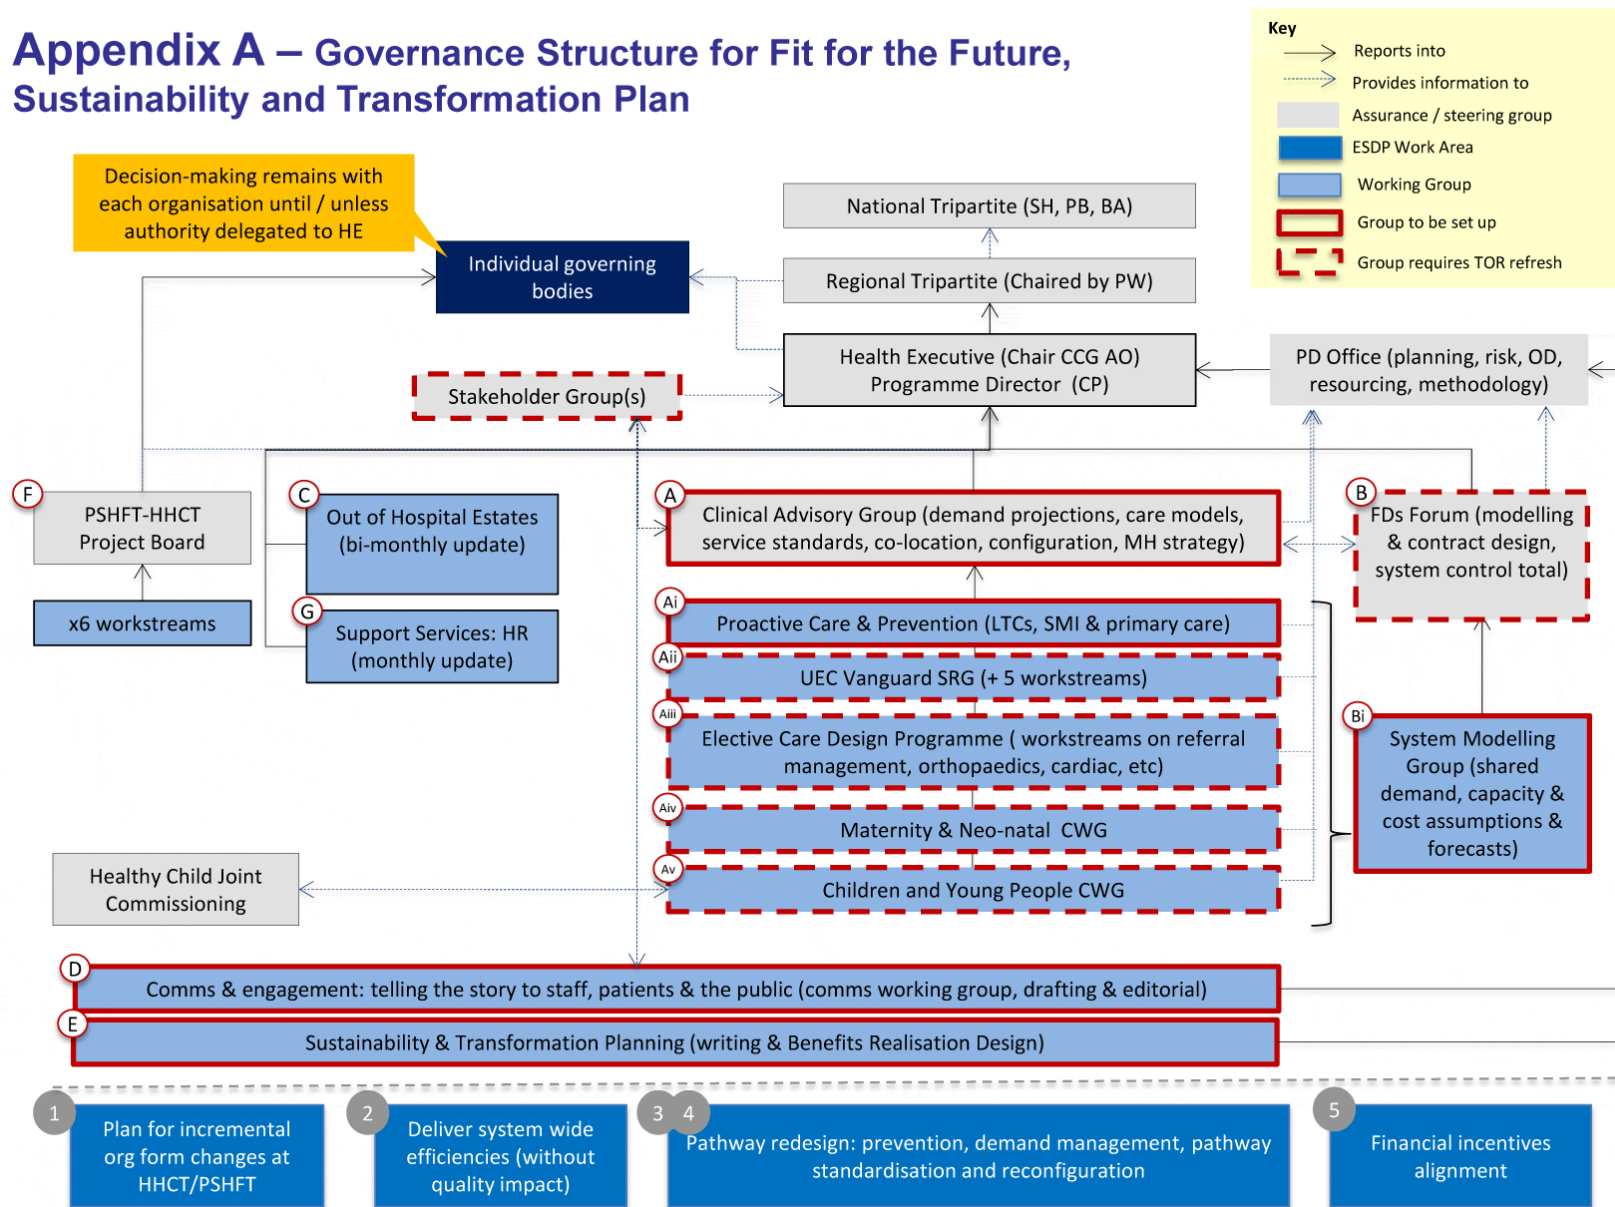 Appendix A – Governance Structure for Fit for the Future,
Sustainability and Transformation Plan
Key
Reports into
Provides information to
Assurance / steering group
ESDP Work Area
Working Group
Group to be set up
Group requires TOR refresh
Decision-making remains with
each organisation until / unless
authority delegated to HE
National Tripartite (SH, PB, BA)
Individual governing
bodies
Regional Tripartite (Chaired by PW)
Health Executive (Chair CCG AO)
Programme Director (CP)
PD Office (planning, risk, OD,
resourcing, methodology)
Stakeholder Group(s)
F
PSHFT-HHCT
Project Board
x6 workstreams
C
Out of Hospital Estates
(bi-monthly update)
G
Support Services: HR
(monthly update)
A
Clinical Advisory Group (demand projections, care models,
service standards, co-location, configuration, MH strategy)
B
FDs Forum (modelling
& contract design,
system control total)
Ai
Proactive Care & Prevention (LTCs, SMI & primary care)
Aii
UEC Vanguard SRG (+ 5 workstreams)
Aiii
Elective Care Design Programme ( workstreams on referral
management, orthopaedics, cardiac, etc)
Aiv
Maternity & Neo-natal CWG
Av
Children and Young People CWG
Bi
System Modelling
Group (shared
demand, capacity &
cost assumptions &
forecasts)
Healthy Child Joint
Commissioning
D
Comms & engagement: telling the story to staff, patients & the public (comms working group, drafting & editorial)
E
Sustainability & Transformation Planning (writing & Benefits Realisation Design)
1
Plan for incremental
org form changes at
HHCT/PSHFT
2
Deliver system wide
efficiencies (without
quality impact)
3 4
Pathway redesign: prevention, demand management, pathway
standardisation and reconfiguration
5
Financial incentives
alignment